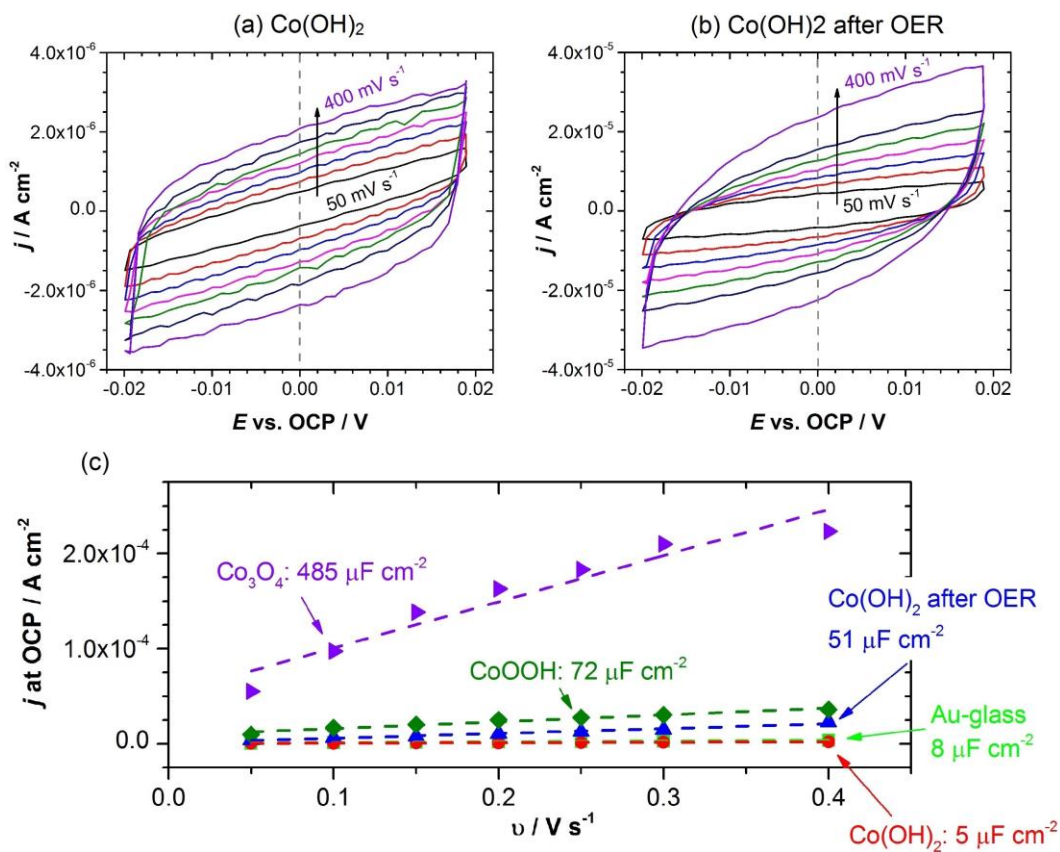 (a) Co(OH)₂
(b) Co(OH)2 after OER
4.0x10⁻⁶
2.0x10⁻⁶
0.0
-2.0x10⁻⁶
-4.0x10⁻⁶
j / A cm⁻²
400 mV s⁻¹
50 mV s⁻¹
-0.02 -0.01 0.00 0.01 0.02
E vs. OCP / V
4.0x10⁻⁵
2.0x10⁻⁵
0.0
-2.0x10⁻⁵
-4.0x10⁻⁵
j / A cm⁻²
400 mV s⁻¹
50 mV s⁻¹
-0.02 -0.01 0.00 0.01 0.02
E vs. OCP / V
(c)
2.0x10⁻⁴
1.0x10⁻⁴
0.0
j at OCP / A cm⁻²
Co₃O₄: 485 μF cm⁻²
CoOOH: 72 μF cm⁻²
Co(OH)₂ after OER
51 μF cm⁻²
Au-glass
8 μF cm⁻²
Co(OH)₂: 5 μF cm⁻²
0.0 0.1 0.2 0.3 0.4
υ / V s⁻¹